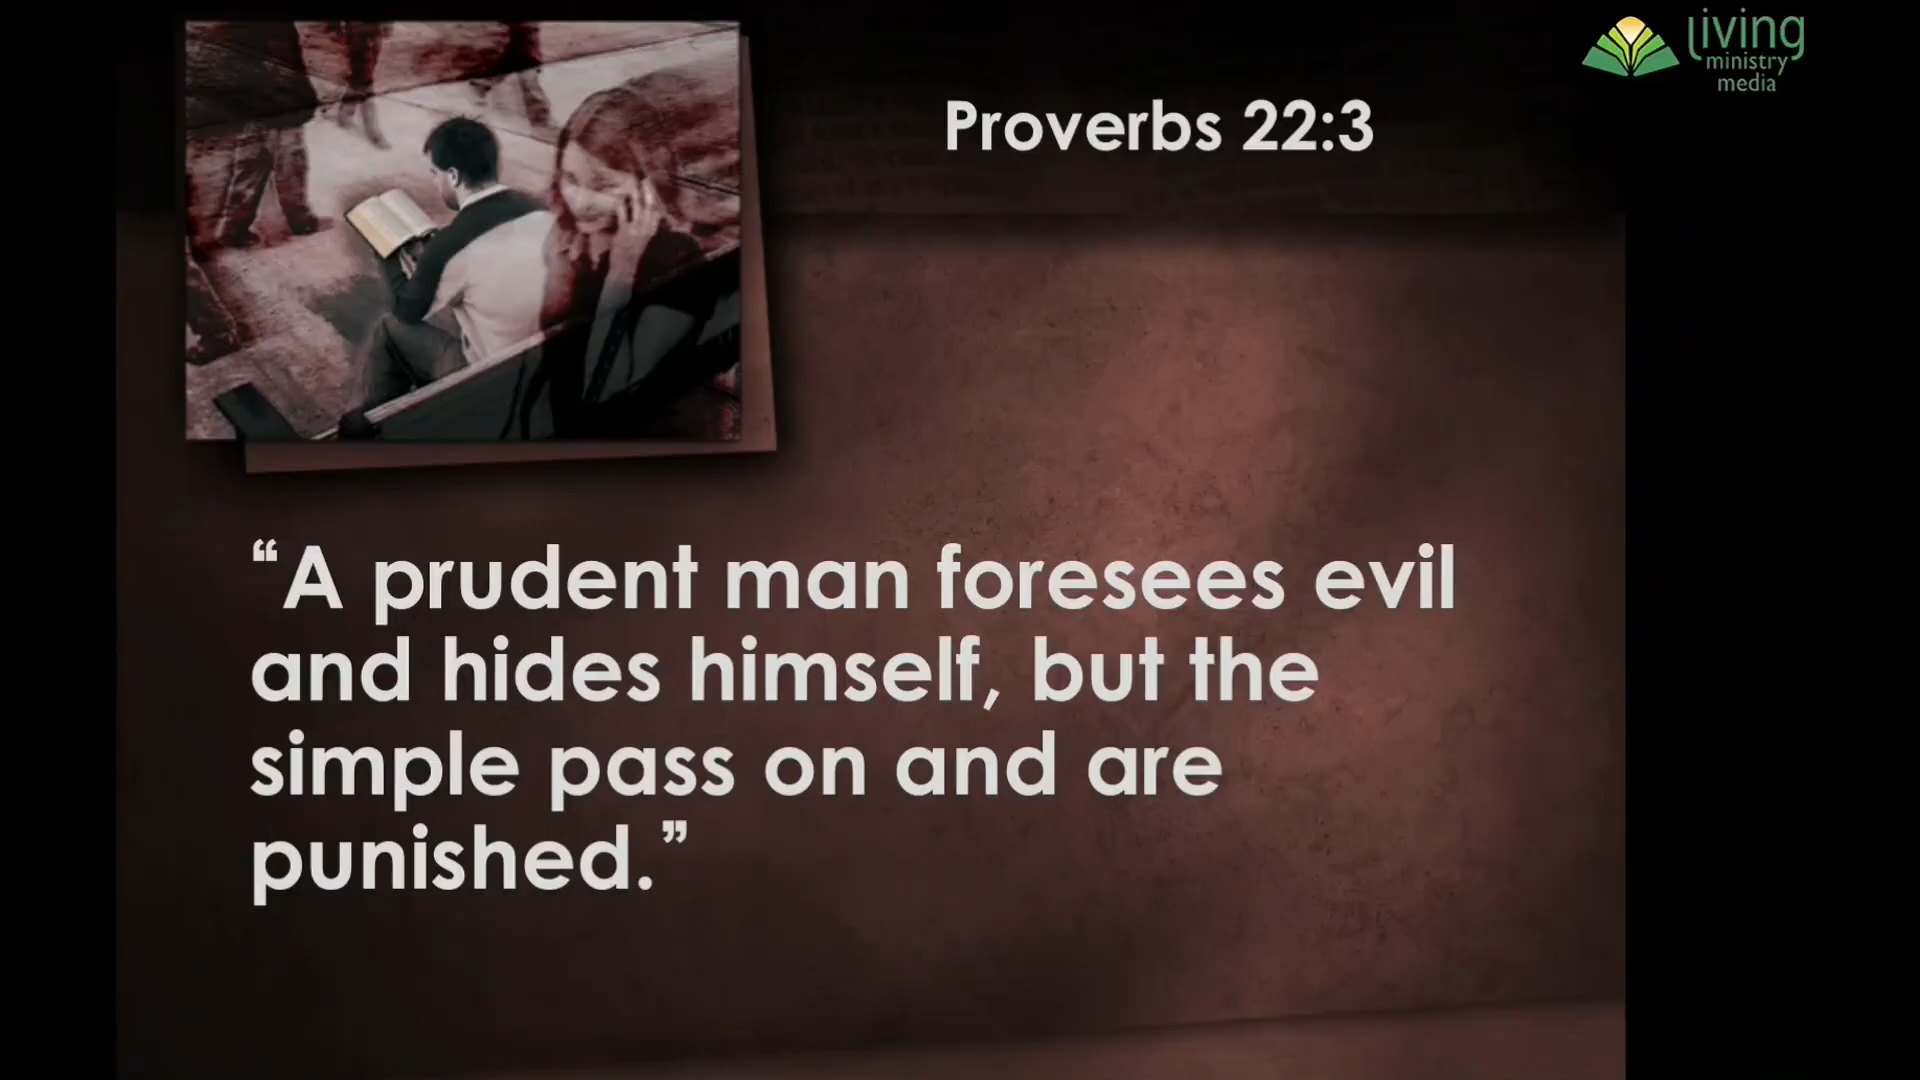 living
ministry
media
Proverbs 22:3
“A prudent man foresees evil
and hides himself, but the
simple pass on and are
punished.”